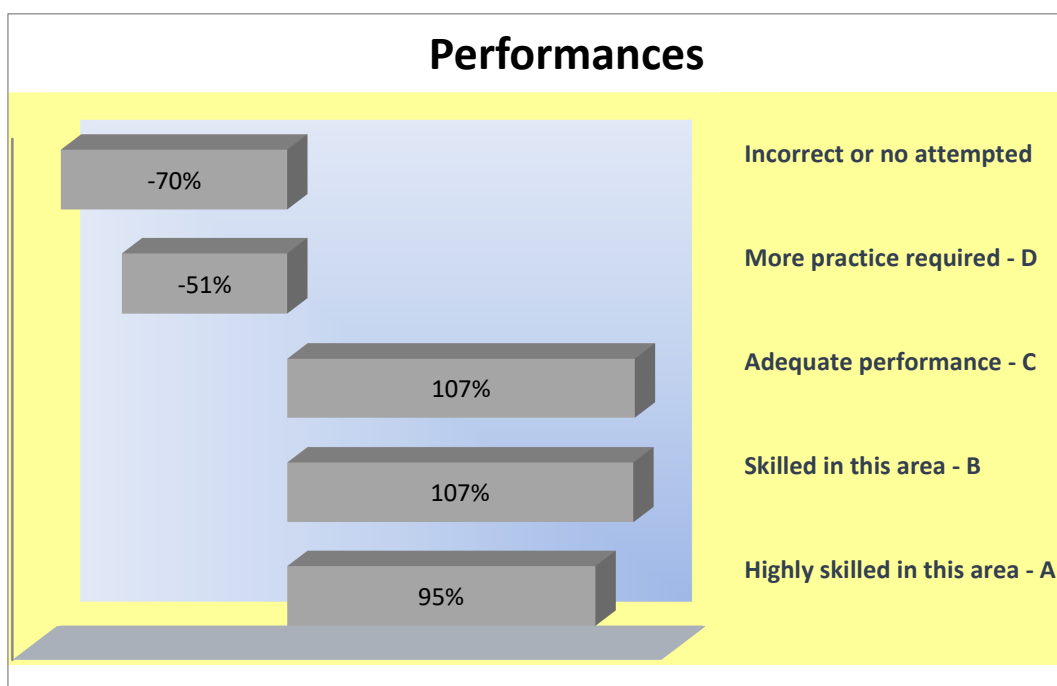 Performances
-70%
Incorrect or no attempted
-51%
More practice required - D
107%
Adequate performance - C
107%
Skilled in this area - B
95%
Highly skilled in this area - A